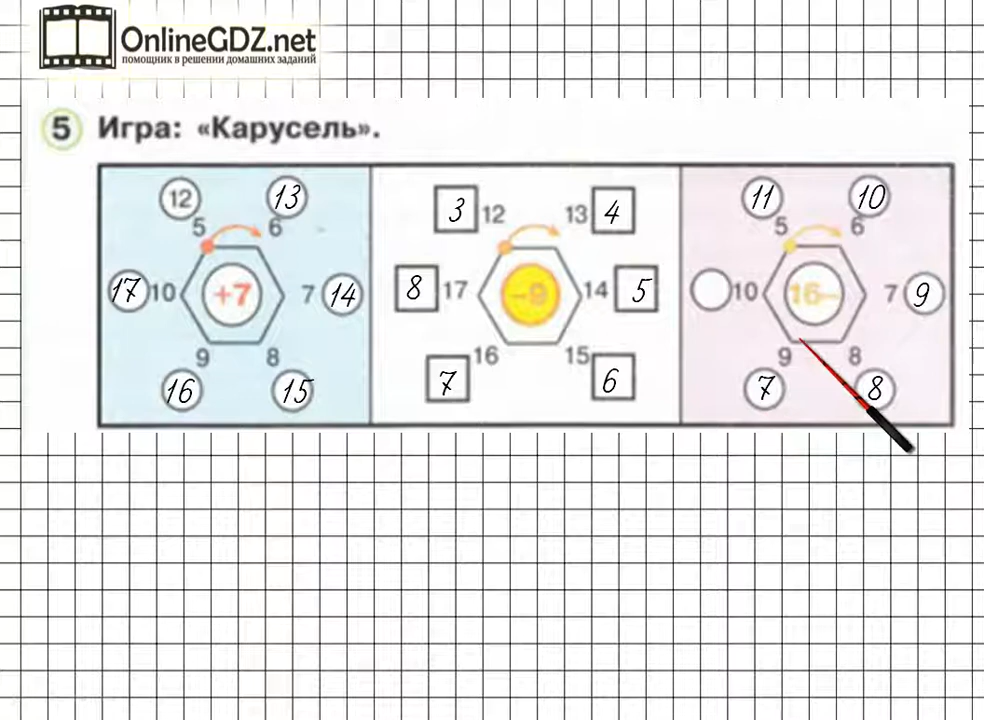 OnlineGDZ.net
помощник в решении домашних заданий
5 Игра: «Карусель».
12 13 3 4 11 10
5 6 12 13 5 6
17 10 +7 7 14 8 17 -9 14 5 10 16- 7 9
9 8 16 15 9 8
16 15 7 6 7 8